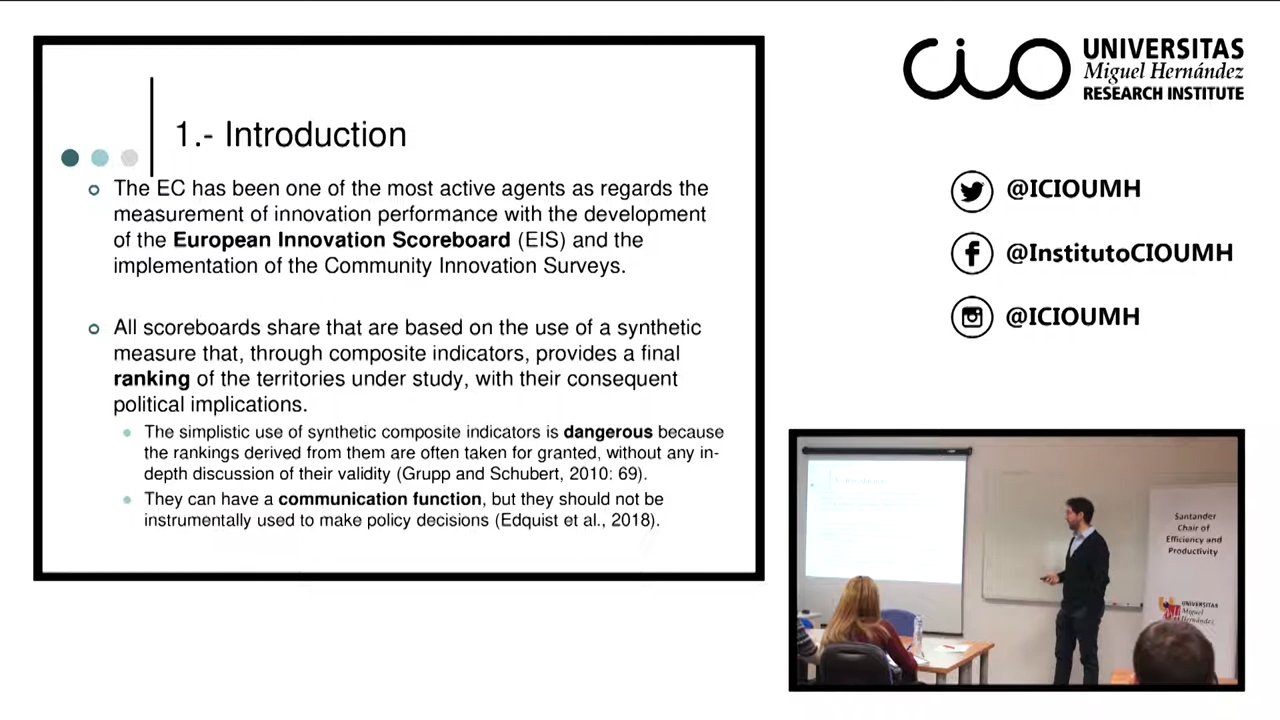 1.- Introduction
The EC has been one of the most active agents as regards the
measurement of innovation performance with the development
of the European Innovation Scoreboard (EIS) and the
implementation of the Community Innovation Surveys.
All scoreboards share that are based on the use of a synthetic
measure that, through composite indicators, provides a final
ranking of the territories under study, with their consequent
political implications.
The simplistic use of synthetic composite indicators is dangerous because
the rankings derived from them are often taken for granted, without any in-
depth discussion of their validity (Grupp and Schubert, 2010: 69).
They can have a communication function, but they should not be
instrumentally used to make policy decisions (Edquist et al., 2018).
cio
UNIVERSITAS
Miguel Hernández
RESEARCH INSTITUTE
@ICIOUMH
@InstitutoCIOUMH
@ICIOUMH
Santander
Chair of
Efficiency and
Productivity
UNIVERSITAS
Miguel
Hernández